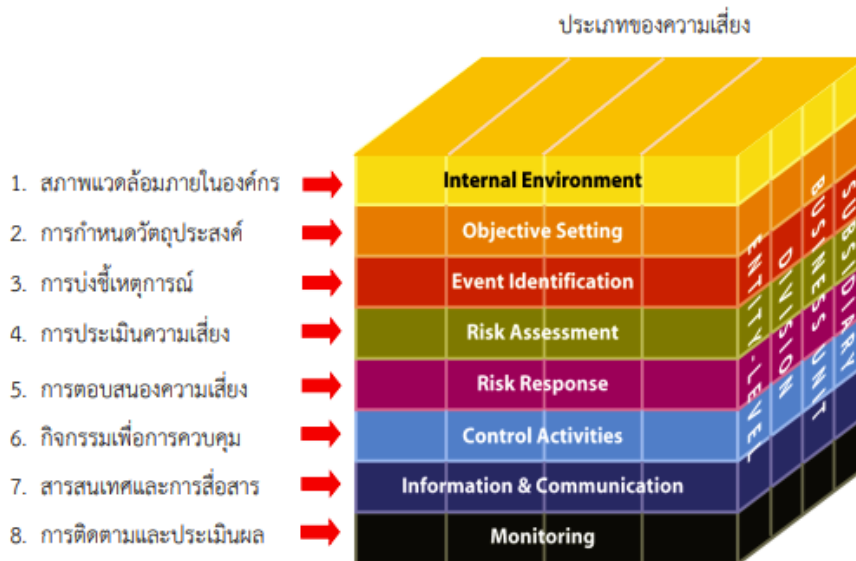 ประเภทของความเสี่ยง
1. สภาพแวดล้อมภายในองค์กร
Internal Environment
2. การกำหนดวัตถุประสงค์
Objective Setting
3. การบ่งชี้เหตุการณ์
Event Identification
4. การประเมินความเสี่ยง
Risk Assessment
5. การตอบสนองความเสี่ยง
Risk Response
6. กิจกรรมเพื่อการควบคุม
Control Activities
7. สารสนเทศและการสื่อสาร
Information & Communication
8. การติดตามและประเมินผล
Monitoring
ENTITY-LEVEL
DIVISION
BUSINESS UNIT
SUBSIDIARY